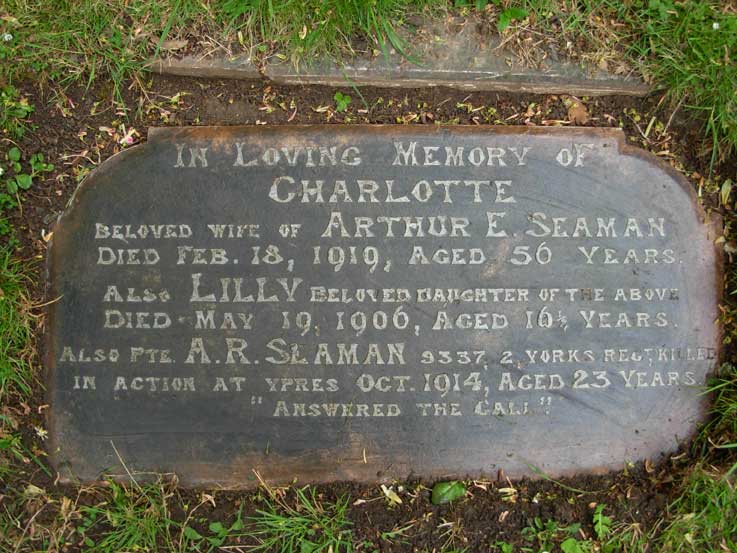 In Loving Memory of
Charlotte
Beloved wife of Arthur E. Seaman
Died Feb. 18, 1919, Aged 56 Years.
Also Lilly Beloved daughter of the above
Died May 19, 1906, Aged 16½ Years.
Also Pte. A. R. Seaman 9337, 2, Yorks Regt. Killed
in action at Ypres Oct. 1914, Aged 23 Years.
"Answered the Call."